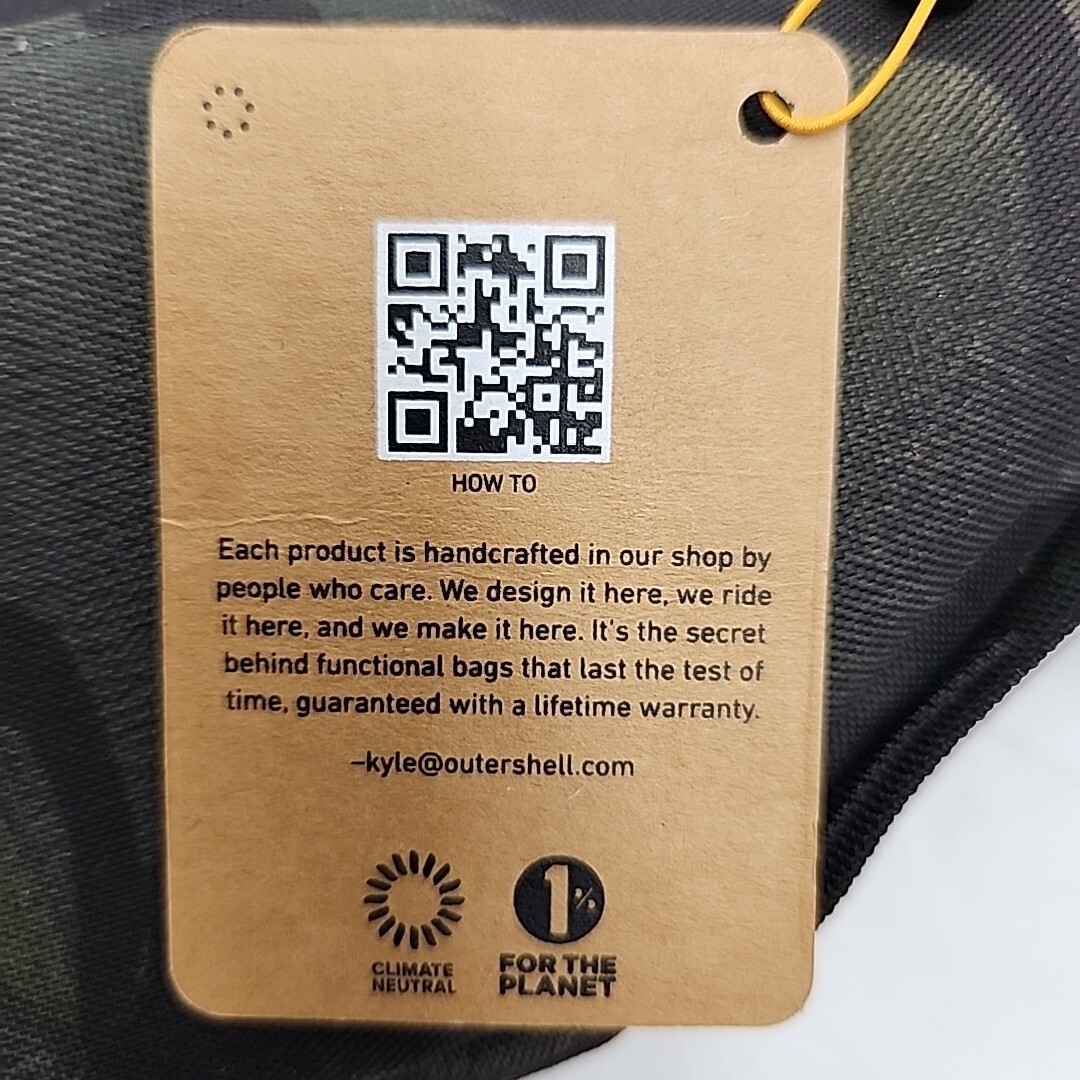 HOW TO
Each product is handcrafted in our shop by
people who care. We design it here, we ride
it here, and we make it here. It's the secret
behind functional bags that last the test of
time, guaranteed with a lifetime warranty.
–kyle@outershell.com
CLIMATE
NEUTRAL
1%
FOR THE
PLANET